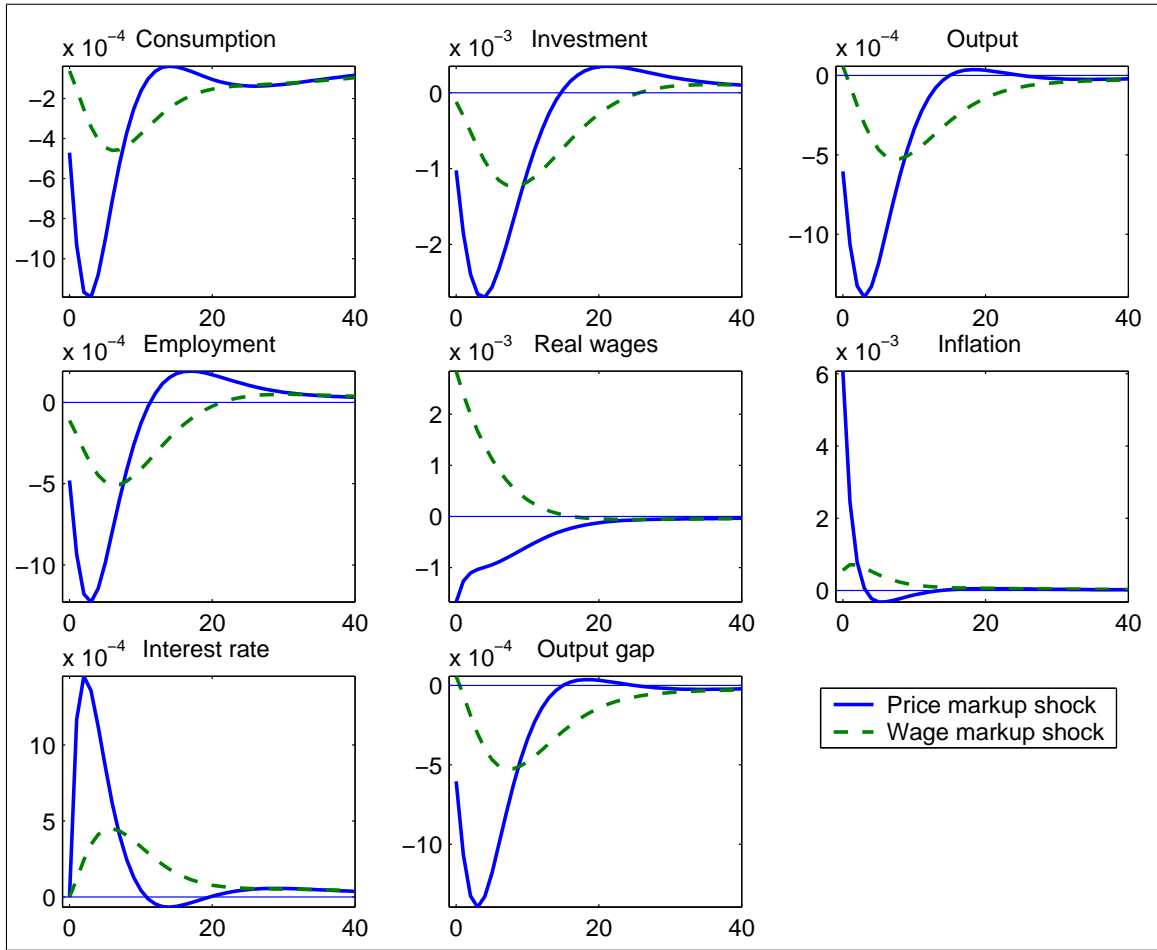 x 10⁻⁴ Consumption
−2
−4
−6
−8
−10
0 20 40
x 10⁻³ Investment
0
−1
−2
0 20 40
x 10⁻⁴ Output
0
−5
−10
0 20 40
x 10⁻⁴ Employment
0
−5
−10
0 20 40
x 10⁻³ Real wages
2
1
0
−1
0 20 40
x 10⁻³ Inflation
6
4
2
0
0 20 40
x 10⁻⁴ Interest rate
10
5
0
0 20 40
x 10⁻⁴ Output gap
0
−5
−10
0 20 40
Price markup shock
Wage markup shock